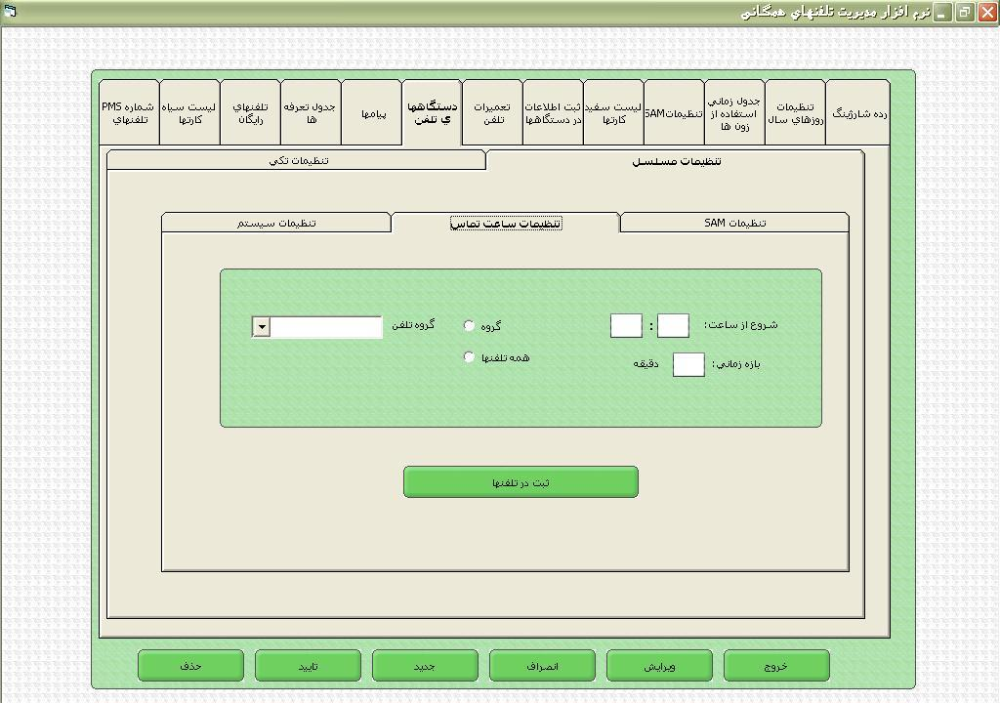 نرم افزار مديريت تلفنهاي همگاني
رده شارژينگ
تنظيمات
روزهاي سال
جدول زماني
استفاده از
زون ها
تنظيماتSAM
ليست سفيد
كارتها
ثبت اطلاعات
در دستگاهها
تعميرات
تلفن
دستگاهها
ي تلفن
پيامها
جدول تعرفه
ها
تلفنهاي
رايگان
ليست سياه
كارتها
شماره PMS
تلفنهاي
تنظيمات مسلسل
تنظيمات تكي
تنظيمات SAM
تنظيمات ساعت تماس
تنظيمات سيستم
شروع از ساعت:
:
گروه
گروه تلفن
بازه زماني:
دقيقه
همه تلفنها
ثبت در تلفنها
خروج
ويرايش
انصراف
جديد
تاييد
حذف